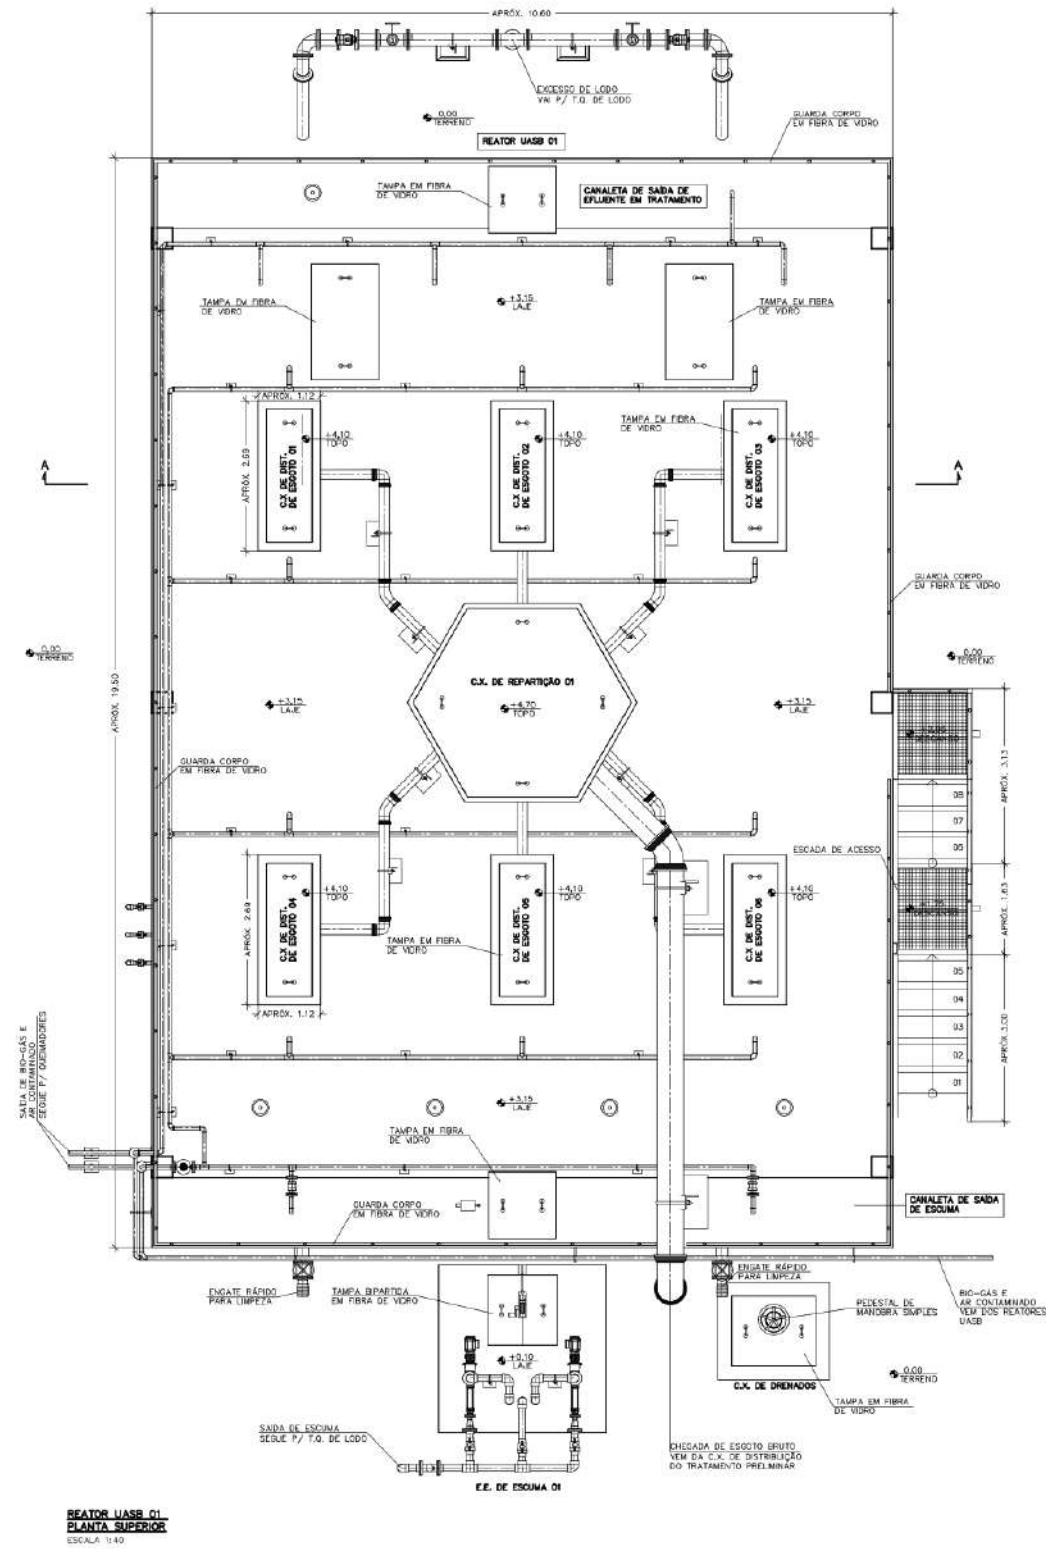 APRÓX. 10.60
EXCESSO DE LODO
VAI P/ T.Q. DE LODO
0,00
TERRENO
GUARDA CORPO
EM FIBRA DE VIDRO
REATOR UASB 01
TAMPA EM FIBRA
DE VIDRO
CANALETA DE SAÍDA DE
EFLUENTE EM TRATAMENTO
TAMPA EM FIBRA
DE VIDRO
+3,15
LAJE
TAMPA EM FIBRA
DE VIDRO
APRÓX. 1.12
APRÓX. 2.69
C.X DE DIST.
DE ESGOTO 01
+4,10
TOPO
C.X DE DIST.
DE ESGOTO 02
+4,10
TOPO
TAMPA EM FIBRA
DE VIDRO
C.X DE DIST.
DE ESGOTO 03
+4,10
TOPO
A
A
GUARDA CORPO
EM FIBRA DE VIDRO
0,00
TERRENO
0,00
TERRENO
C.X. DE REPARTIÇÃO 01
+4,70
TOPO
+3,15
LAJE
+3,15
LAJE
APRÓX. 19.50
GUARDA CORPO
EM FIBRA DE VIDRO
DESCANSO
APRÓX. 3.13
08
07
06
ESCADA DE ACESSO
DESCANSO
APRÓX. 1.63
05
04
03
02
01
APRÓX. 3.00
APRÓX. 2.69
C.X DE DIST.
DE ESGOTO 04
+4,10
TOPO
APRÓX. 1.12
TAMPA EM FIBRA
DE VIDRO
C.X DE DIST.
DE ESGOTO 05
+4,10
TOPO
C.X DE DIST.
DE ESGOTO 06
+4,10
TOPO
SAÍDA DE BIO-GÁS E
AR CONTAMINADO
SEGUE P/ QUEIMADORES
+3,15
LAJE
TAMPA EM FIBRA
DE VIDRO
GUARDA CORPO
EM FIBRA DE VIDRO
CANALETA DE SAÍDA
DE ESCUMA
ENGATE RÁPIDO
PARA LIMPEZA
TAMPA BIPARTIDA
EM FIBRA DE VIDRO
ENGATE RÁPIDO
PARA LIMPEZA
PEDESTAL DE
MANOBRA SIMPLES
BIO-GÁS E
AR CONTAMINADO
VEM DOS REATORES
UASB
+0,10
LAJE
0,00
TERRENO
C.X. DE DRENADOS
TAMPA EM FIBRA
DE VIDRO
SAÍDA DE ESCUMA
SEGUE P/ T.Q. DE LODO
CHEGADA DE ESGOTO BRUTO
VEM DA C.X. DE DISTRIBUIÇÃO
DO TRATAMENTO PRELIMINAR
E.E. DE ESCUMA 01
REATOR UASB 01
PLANTA SUPERIOR
ESCALA 1:40